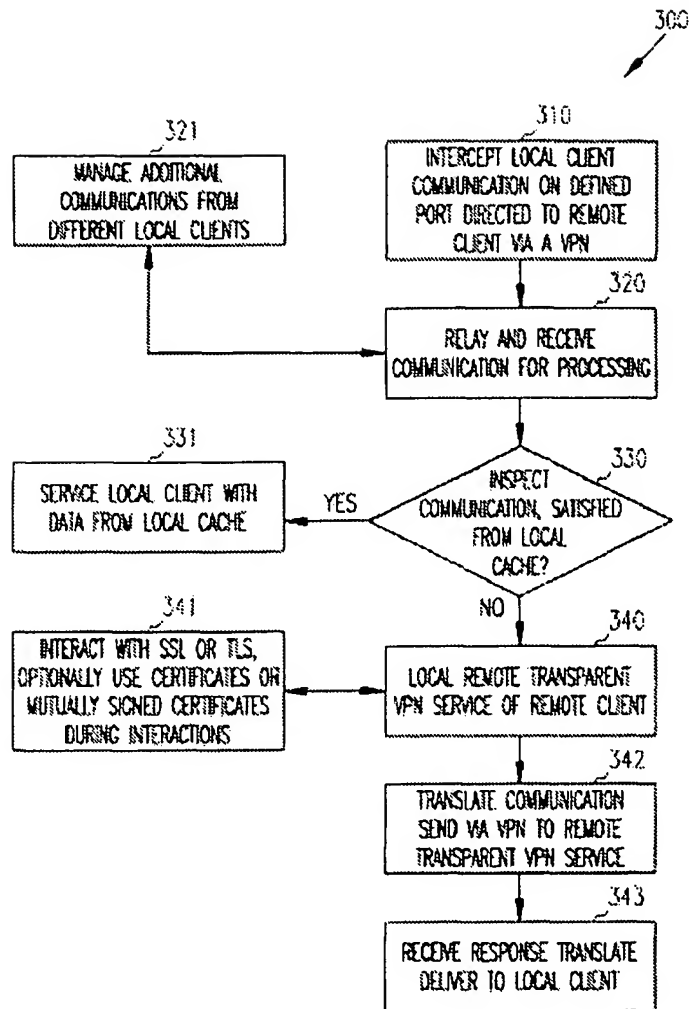 300
310
INTERCEPT LOCAL CLIENT
COMMUNICATION ON DEFINED
PORT DIRECTED TO REMOTE
CLIENT VIA A VPN
321
MANAGE ADDITIONAL
COMMUNICATIONS FROM
DIFFERENT LOCAL CLIENTS
320
RELAY AND RECEIVE
COMMUNICATION FOR PROCESSING
330
INSPECT
COMMUNICATION, SATISFIED
FROM LOCAL
CACHE?
YES
331
SERVICE LOCAL CLIENT WITH
DATA FROM LOCAL CACHE
NO
340
LOCAL REMOTE TRANSPARENT
VPN SERVICE OF REMOTE CLIENT
341
INTERACT WITH SSL OR TLS,
OPTIONALLY USE CERTIFICATES OR
MUTUALLY SIGNED CERTIFICATES
DURING INTERACTIONS
342
TRANSLATE COMMUNICATION
SEND VIA VPN TO REMOTE
TRANSPARENT VPN SERVICE
343
RECEIVE RESPONSE TRANSLATE
DELIVER TO LOCAL CLIENT